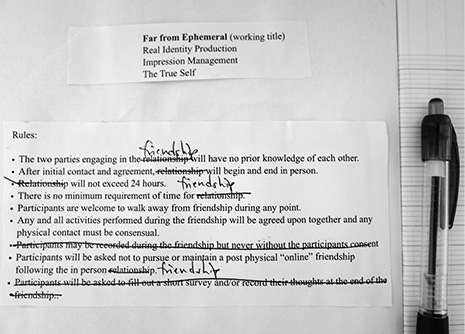 Far from Ephemeral (working title)
Real Identity Production
Impression Management
The True Self
Rules:
friendship
• The two parties engaging in the relationship will have no prior knowledge of each other.
• After initial contact and agreement, relationship will begin and end in person.
• Relationship will not exceed 24 hours. friendship
• There is no minimum requirement of time for relationship.
• Participants are welcome to walk away from friendship during any point.
• Any and all activities performed during the friendship will be agreed upon together and any
physical contact must be consensual.
• Participants may be recorded during the friendship but never without the participants consent
• Participants will be asked not to pursue or maintain a post physical “online” friendship
following the in person relationship. friendship
• Participants will be asked to fill out a short survey and/or record their thoughts at the end of the
friendship..